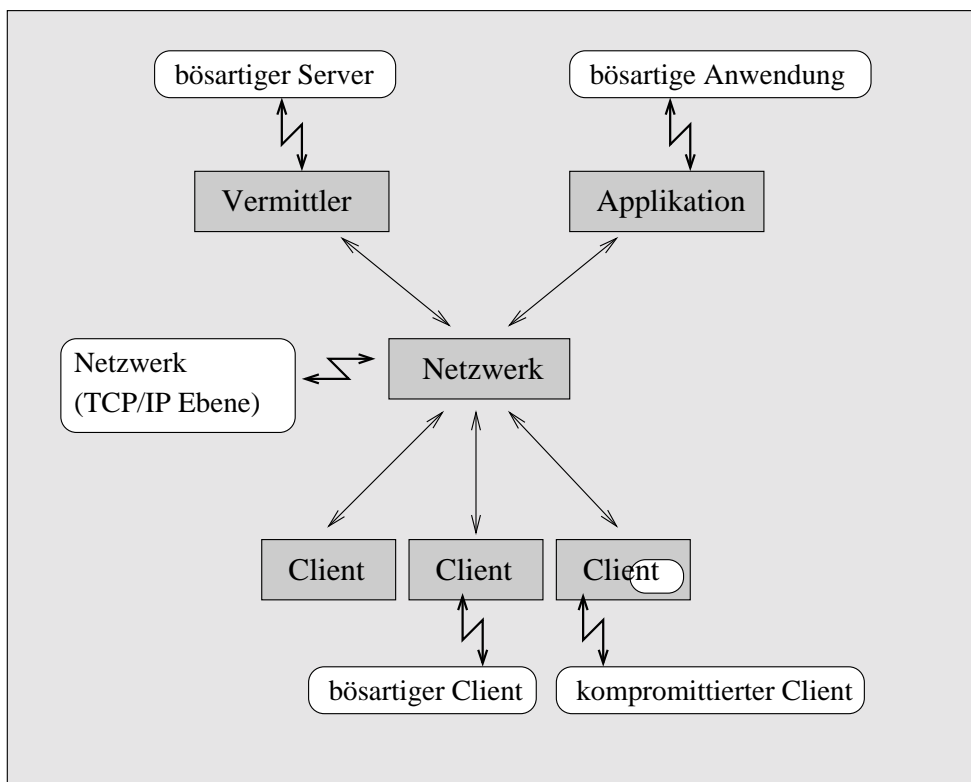 bösartiger Server
bösartige Anwendung
Vermittler
Applikation
Netzwerk
(TCP/IP Ebene)
Netzwerk
Client
Client
Client
bösartiger Client
kompromittierter Client